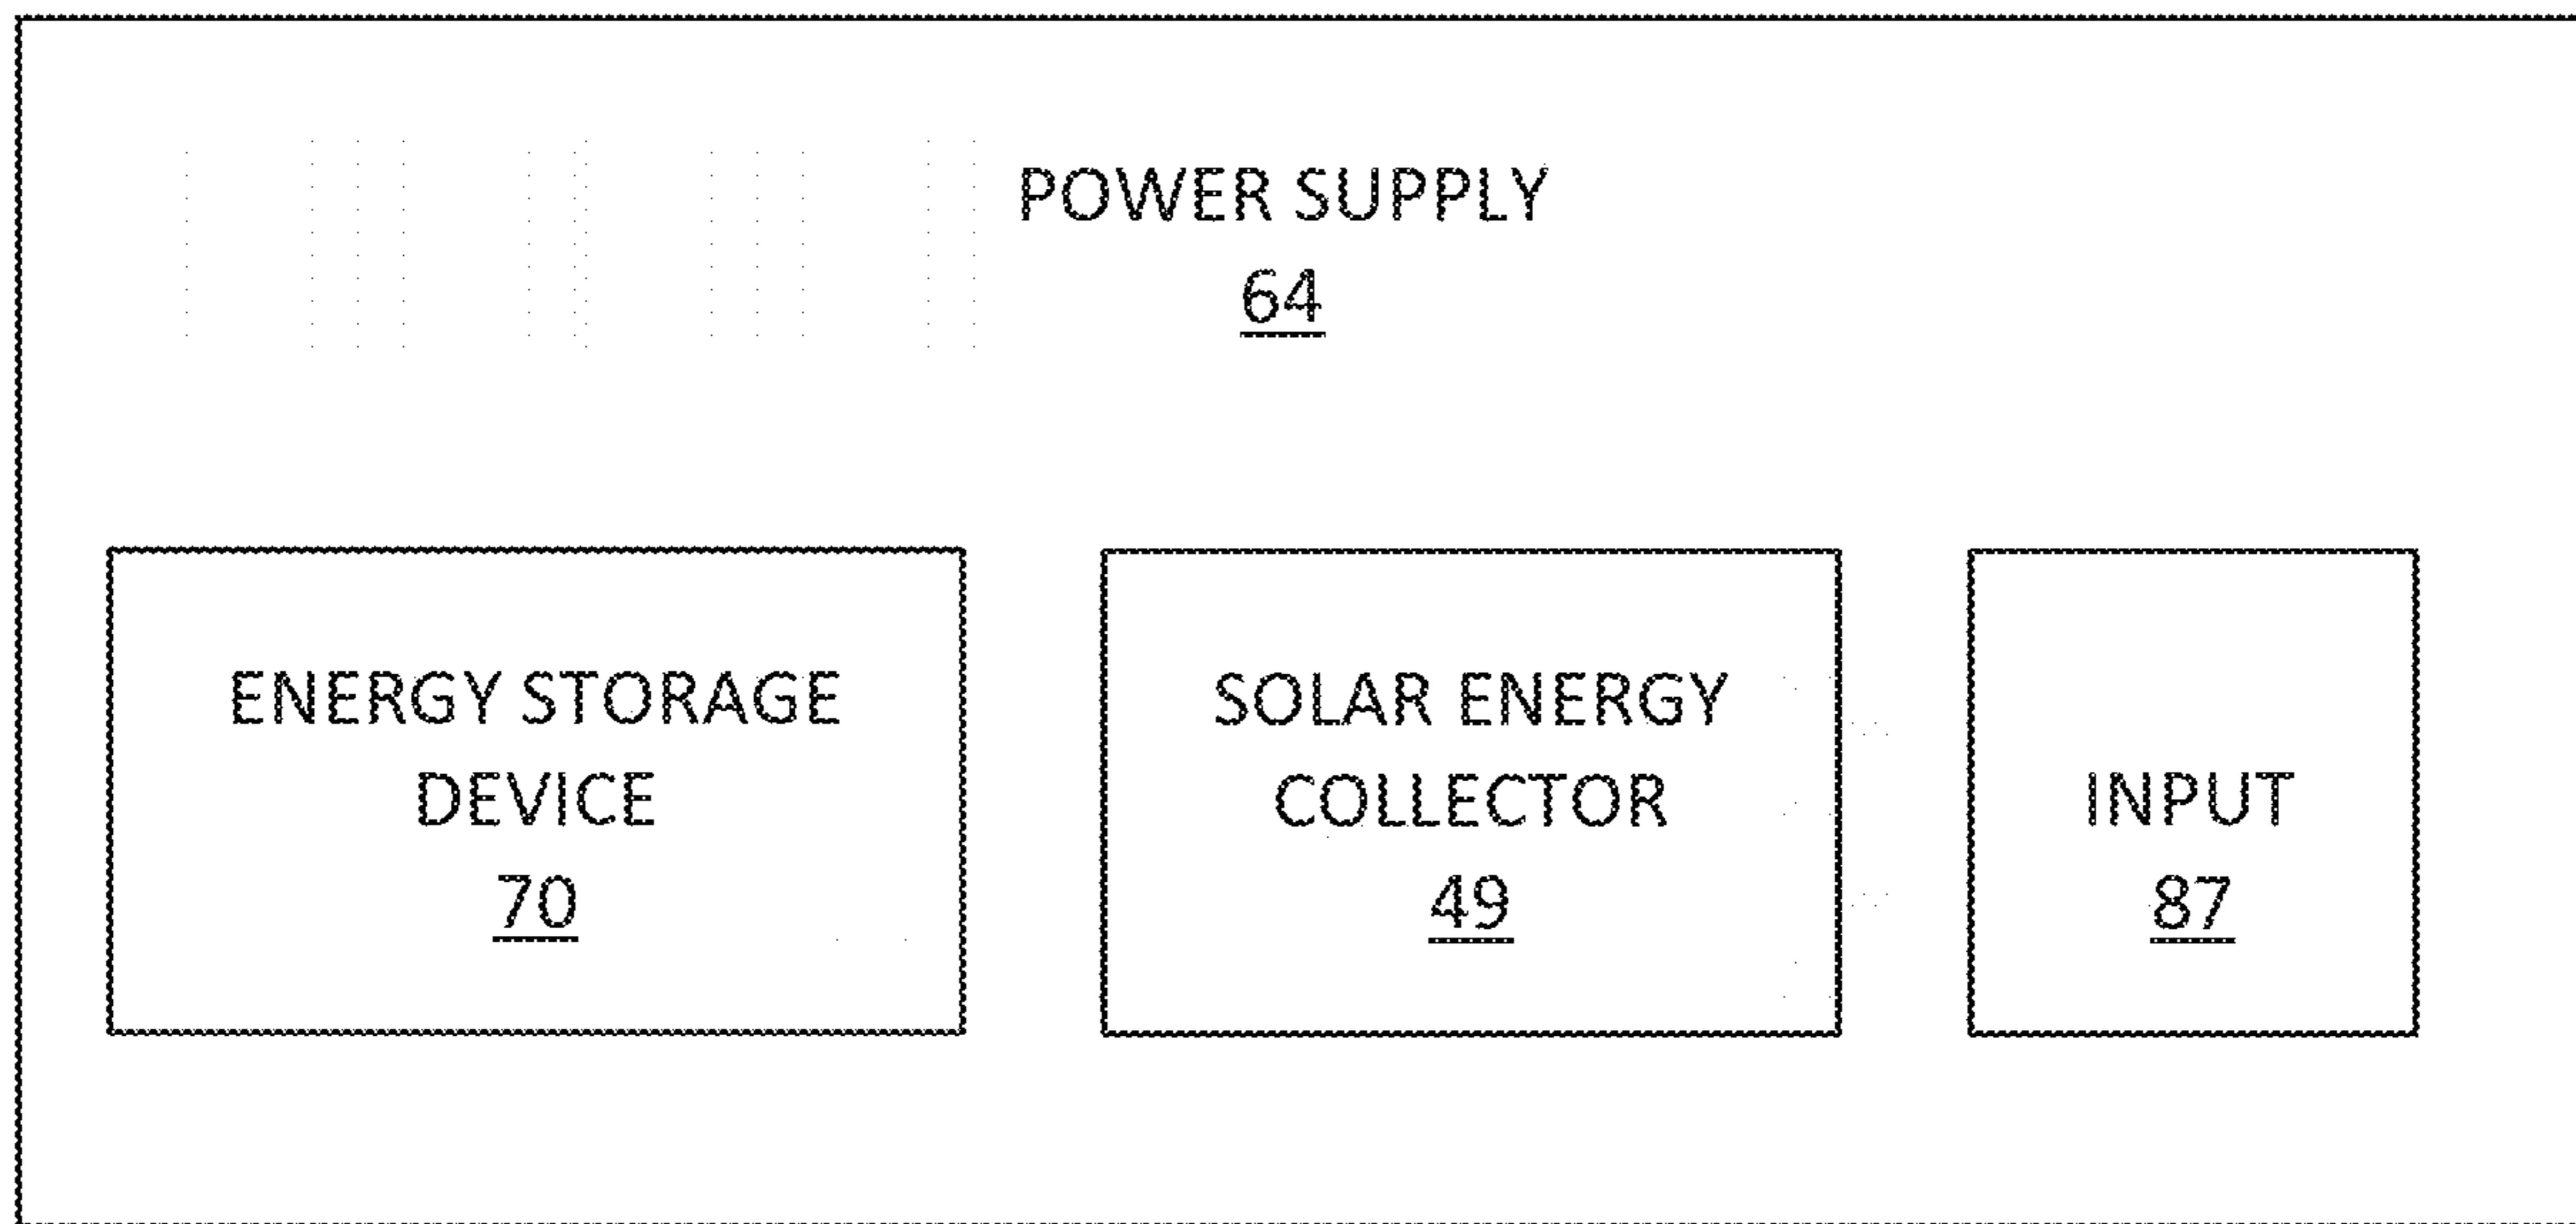 POWER SUPPLY
64
ENERGY STORAGE
DEVICE
70
SOLAR ENERGY
COLLECTOR
49
INPUT
87